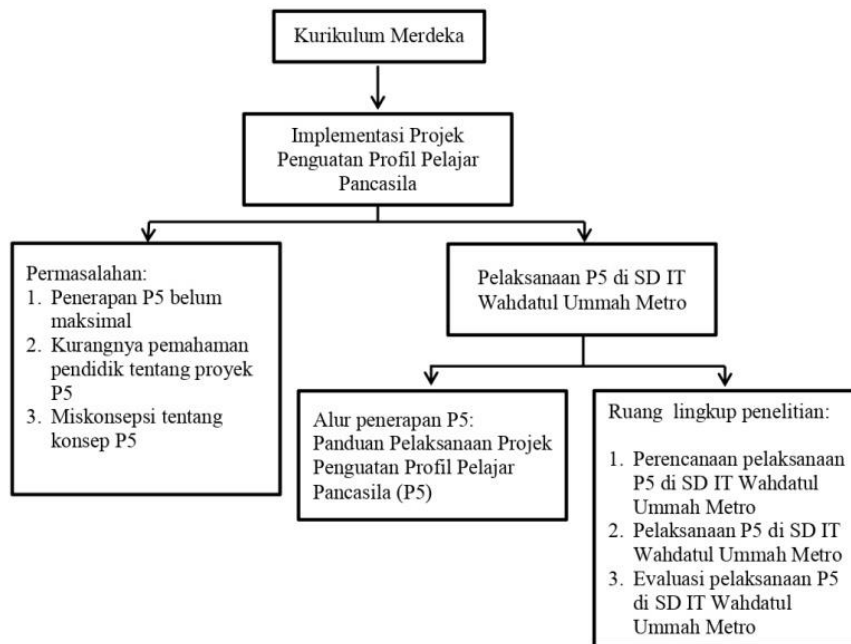 Kurikulum Merdeka
Implementasi Projek
Penguatan Profil Pelajar
Pancasila
Permasalahan:
1. Penerapan P5 belum
maksimal
2. Kurangnya pemahaman
pendidik tentang proyek
P5
3. Miskonsepsi tentang
konsep P5
Pelaksanaan P5 di SD IT
Wahdatul Ummah Metro
Alur penerapan P5:
Panduan Pelaksanaan Projek
Penguatan Profil Pelajar
Pancasila (P5)
Ruang lingkup penelitian:
1. Perencanaan pelaksanaan
P5 di SD IT Wahdatul
Ummah Metro
2. Pelaksanaan P5 di SD IT
Wahdatul Ummah Metro
3. Evaluasi pelaksanaan P5
di SD IT Wahdatul
Ummah Metro